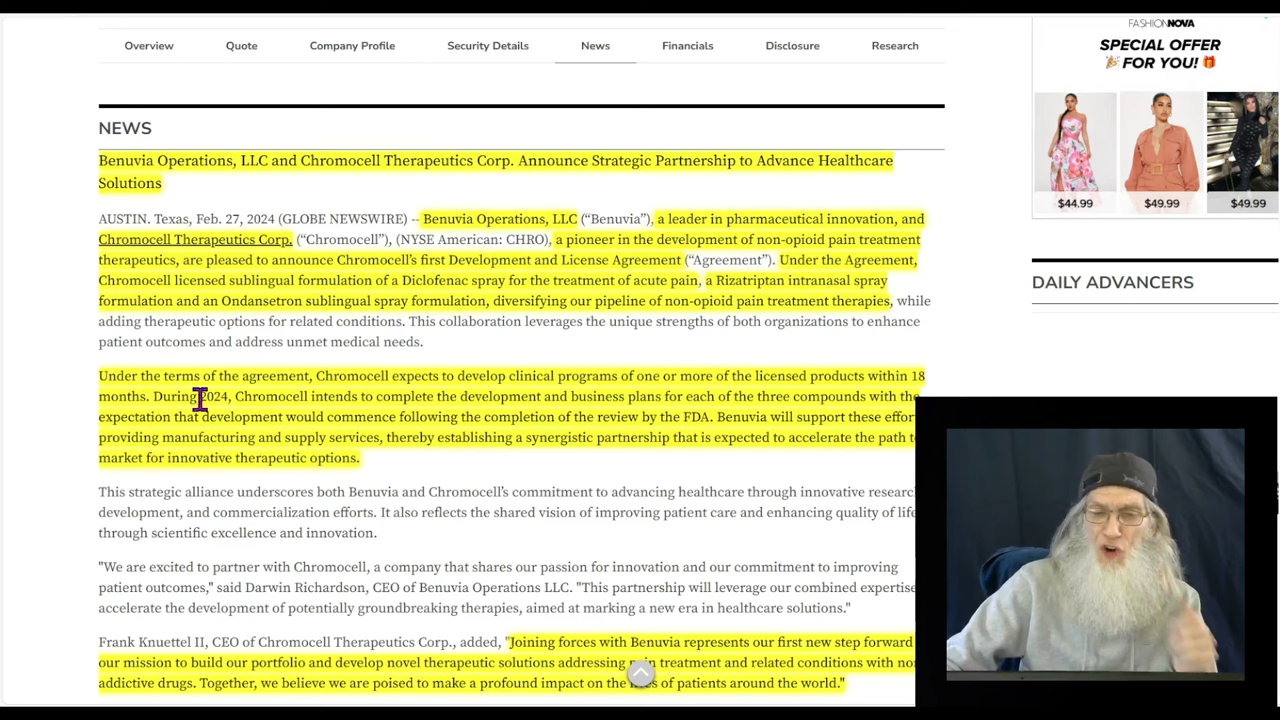 Overview Quote Company Profile Security Details News Financials Disclosure Research
NEWS
Benuvia Operations, LLC and Chromocell Therapeutics Corp. Announce Strategic Partnership to Advance Healthcare
Solutions
AUSTIN. Texas, Feb. 27, 2024 (GLOBE NEWSWIRE) -- Benuvia Operations, LLC (“Benuvia”), a leader in pharmaceutical innovation, and
Chromocell Therapeutics Corp. (“Chromocell”), (NYSE American: CHRO), a pioneer in the development of non-opioid pain treatment
therapeutics, are pleased to announce Chromocell’s first Development and License Agreement (“Agreement”). Under the Agreement,
Chromocell licensed sublingual formulation of a Diclofenac spray for the treatment of acute pain, a Rizatriptan intranasal spray
formulation and an Ondansetron sublingual spray formulation, diversifying our pipeline of non-opioid pain treatment therapies, while
adding therapeutic options for related conditions. This collaboration leverages the unique strengths of both organizations to enhance
patient outcomes and address unmet medical needs.
Under the terms of the agreement, Chromocell expects to develop clinical programs of one or more of the licensed products within 18
months. During 2024, Chromocell intends to complete the development and business plans for each of the three compounds with the
expectation that development would commence following the completion of the review by the FDA. Benuvia will support these
providing manufacturing and supply services, thereby establishing a synergistic partnership that is expected to accelerate the path
market for innovative therapeutic options.
This strategic alliance underscores both Benuvia and Chromocell’s commitment to advancing healthcare through innovative
development, and commercialization efforts. It also reflects the shared vision of improving patient care and enhancing quality of life
through scientific excellence and innovation.
"We are excited to partner with Chromocell, a company that shares our passion for innovation and our commitment to improving
patient outcomes," said Darwin Richardson, CEO of Benuvia Operations LLC. "This partnership will leverage our combined expertise
accelerate the development of potentially groundbreaking therapies, aimed at marking a new era in healthcare solutions."
Frank Knuettel II, CEO of Chromocell Therapeutics Corp., added, "Joining forces with Benuvia represents our first new step forward
our mission to build our portfolio and develop novel therapeutic solutions addressing pain treatment and related conditions with
addictive drugs. Together, we believe we are poised to make a profound impact on the of patients around the world."
FASHIONNOVA
SPECIAL OFFER
FOR YOU!
$44.99 $49.99 $49.99
DAILY ADVANCERS